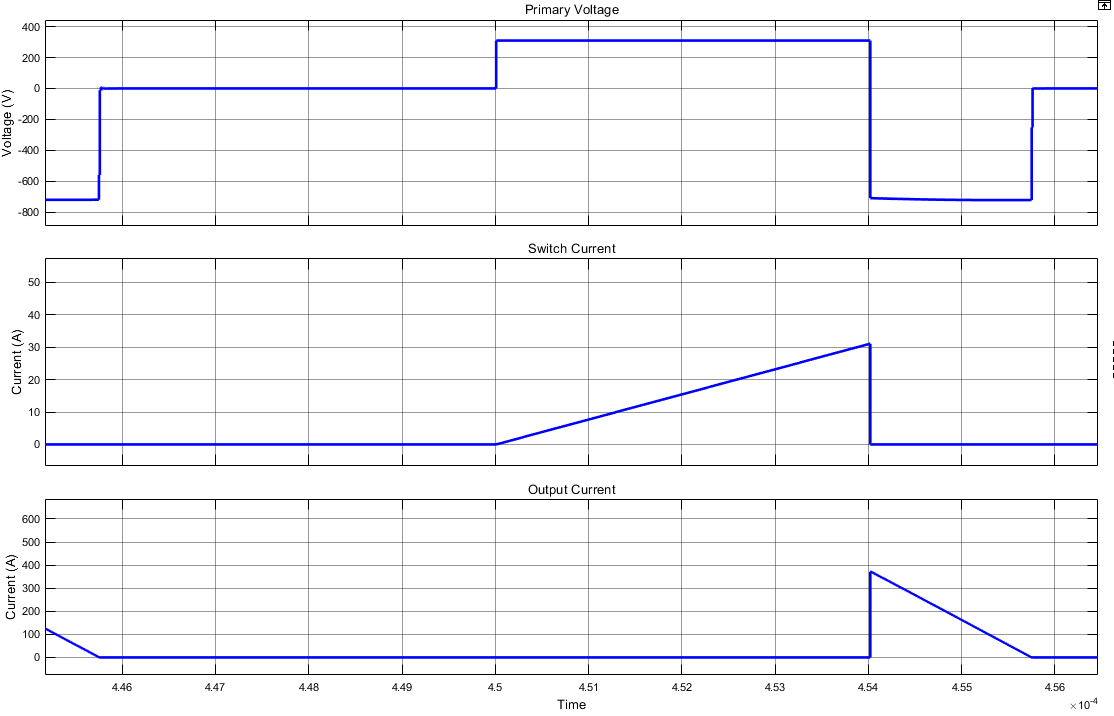 Primary Voltage
Voltage (V)
400
200
0
-200
-400
-600
-800
Switch Current
Current (A)
50
40
30
20
10
0
Output Current
Current (A)
600
500
400
300
200
100
0
4.46 4.47 4.48 4.49 4.5 4.51 4.52 4.53 4.54 4.55 4.56
Time
×10-4